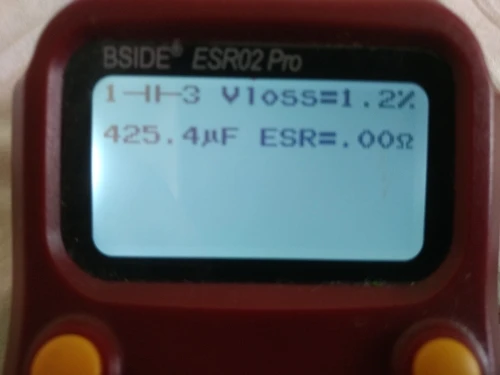 BSIDE® ESR02 Pro
1⊣⊢3 Vloss=1.2%
425.4µF ESR=.00Ω